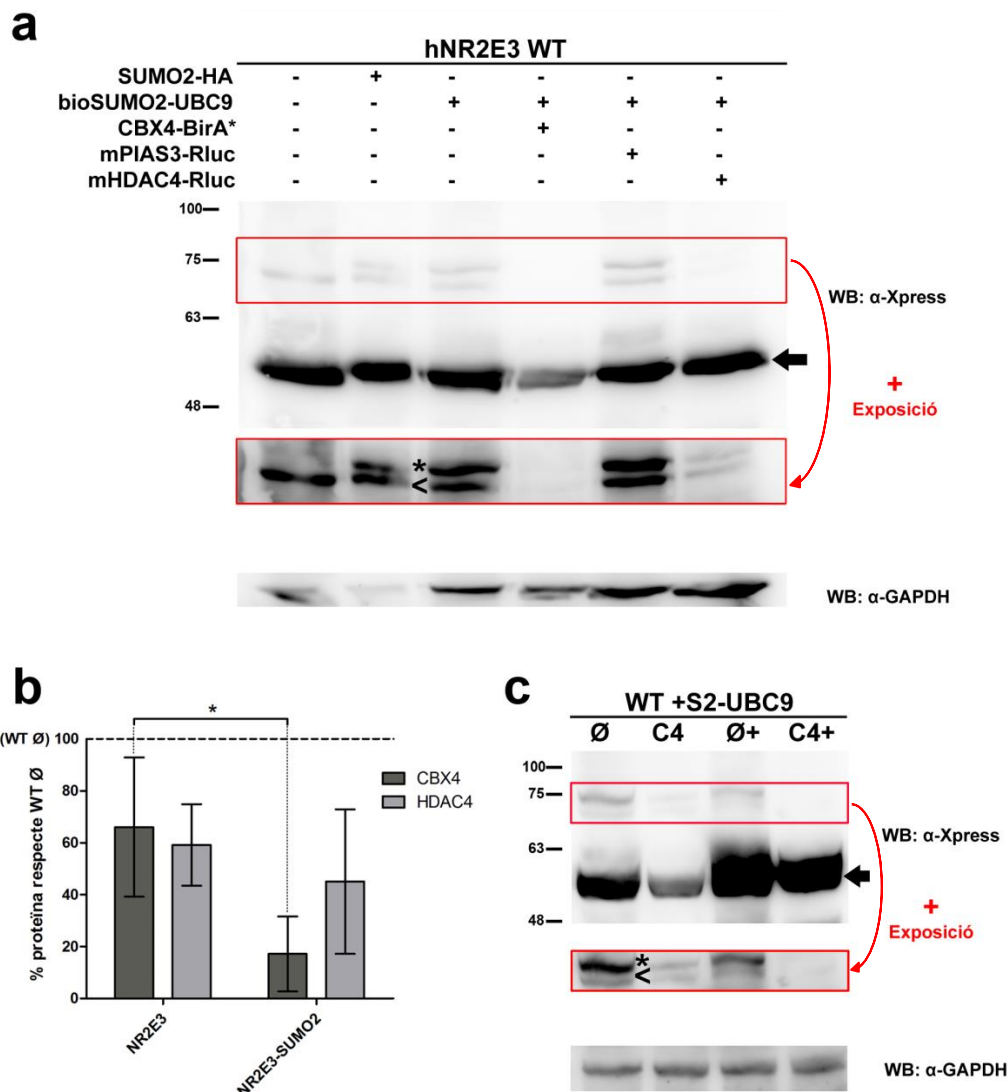 a
hNR2E3 WT
SUMO2-HA - + - - - -
bioSUMO2-UBC9 - - + + + +
CBX4-BirA* - - - + - -
mPIAS3-Rluc - - - - + -
mHDAC4-Rluc - - - - - +
100
75
63
48
WB: α-Xpress
+
Exposició
*
<
WB: α-GAPDH
b
*
(WT Ø) 100
80
60
40
20
0
% proteïna respecte WT Ø
CBX4
HDAC4
NR2E3
NR2E3-SUMO2
c
WT +S2-UBC9
Ø C4 Ø+ C4+
100
75
63
48
WB: α-Xpress
+
Exposició
*
<
WB: α-GAPDH